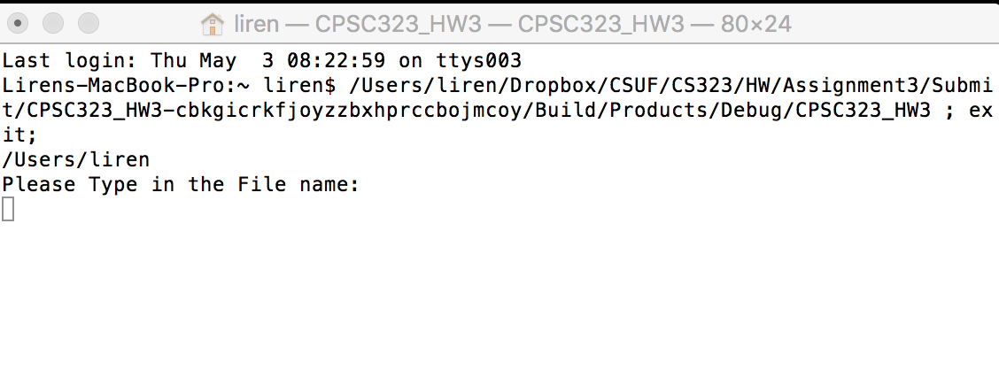 liren — CPSC323_HW3 — CPSC323_HW3 — 80×24
Last login: Thu May  3 08:22:59 on ttys003
Lirens-MacBook-Pro:~ liren$ /Users/liren/Dropbox/CSUF/CS323/HW/Assignment3/Submi
t/CPSC323_HW3-cbkgicrkfjoyzzbxhprccbojmcoy/Build/Products/Debug/CPSC323_HW3 ; ex
it;
/Users/liren
Please Type in the File name: